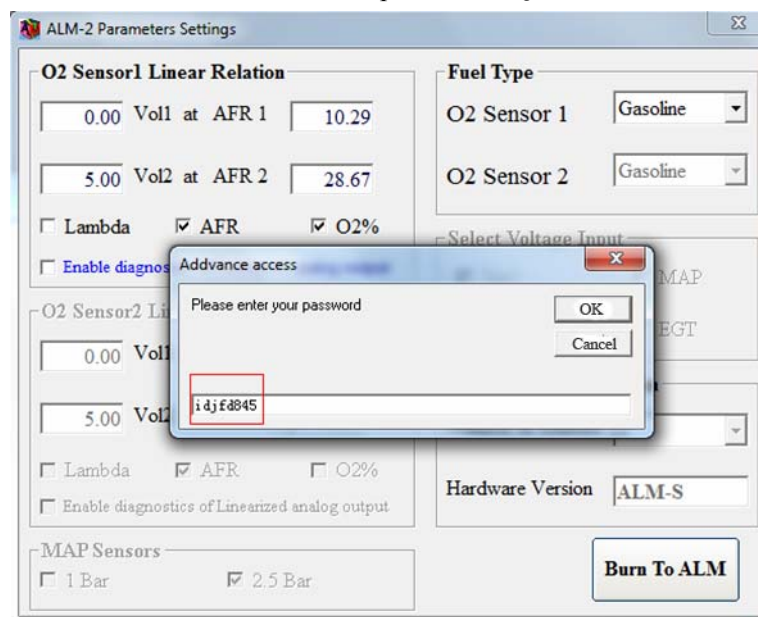 ALM-2 Parameters Settings
O2 Sensor1 Linear Relation
0.00 Vol1 at AFR 1 10.29
5.00 Vol2 at AFR 2 28.67
Lambda AFR O2%
Enable diagnos
Fuel Type
O2 Sensor 1 Gasoline
O2 Sensor 2 Gasoline
Select Voltage Input
MAP
EGT
Addvance access
Please enter your password
OK
Cancel
idjfd845
O2 Sensor2 Li
0.00 Vol1
5.00 Vol2
Lambda AFR O2%
Enable diagnostics of Linearized analog output
Hardware Version ALM-S
MAP Sensors
1 Bar 2.5 Bar
Burn To ALM